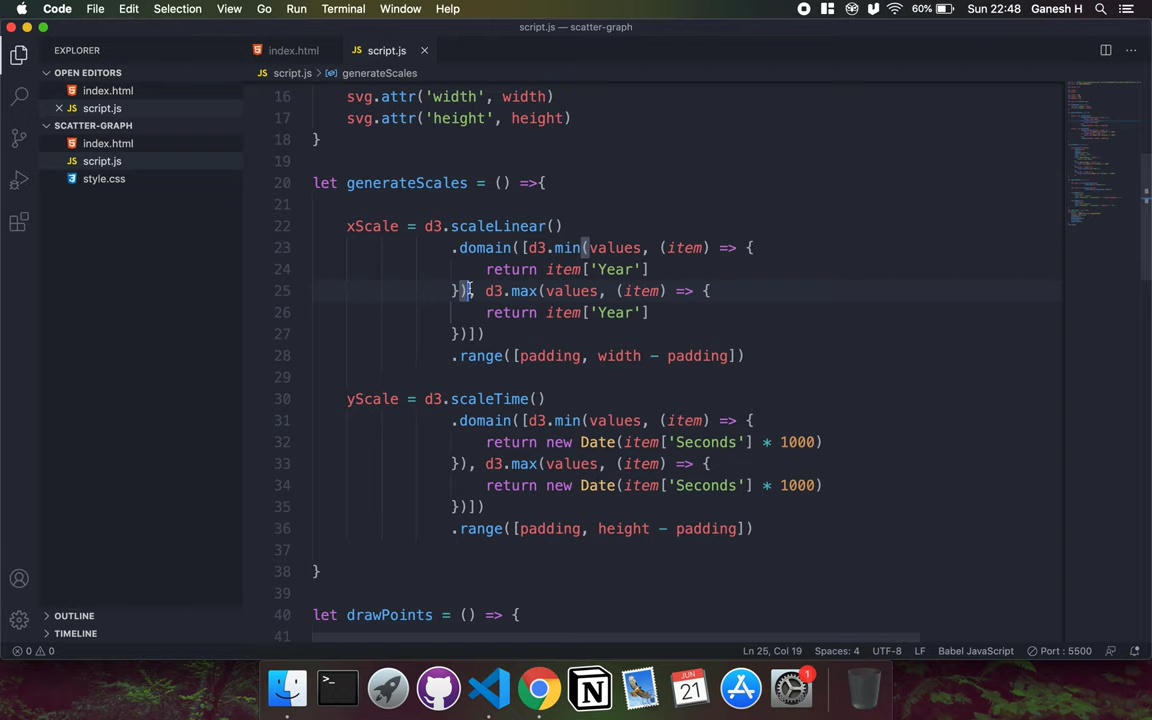 Code File Edit Selection View Go Run Terminal Window Help 60% Sun 22:48 Ganesh H
script.js — scatter-graph
EXPLORER
OPEN EDITORS
index.html
script.js
SCATTER-GRAPH
index.html
script.js
style.css
OUTLINE
TIMELINE
index.html JS script.js
JS script.js > generateScales
16 svg.attr('width', width)
17 svg.attr('height', height)
18 }
19
20 let generateScales = () =>{
21
22 xScale = d3.scaleLinear()
23 .domain([d3.min(values, (item) => {
24 return item['Year']
25 }), d3.max(values, (item) => {
26 return item['Year']
27 })])
28 .range([padding, width - padding])
29
30 yScale = d3.scaleTime()
31 .domain([d3.min(values, (item) => {
32 return new Date(item['Seconds'] * 1000)
33 }), d3.max(values, (item) => {
34 return new Date(item['Seconds'] * 1000)
35 })])
36 .range([padding, height - padding])
37
38 }
39
40 let drawPoints = () => {
41
0 0 Ln 25, Col 19 Spaces: 4 UTF-8 LF Babel JavaScript Port : 5500
JUN
21
1